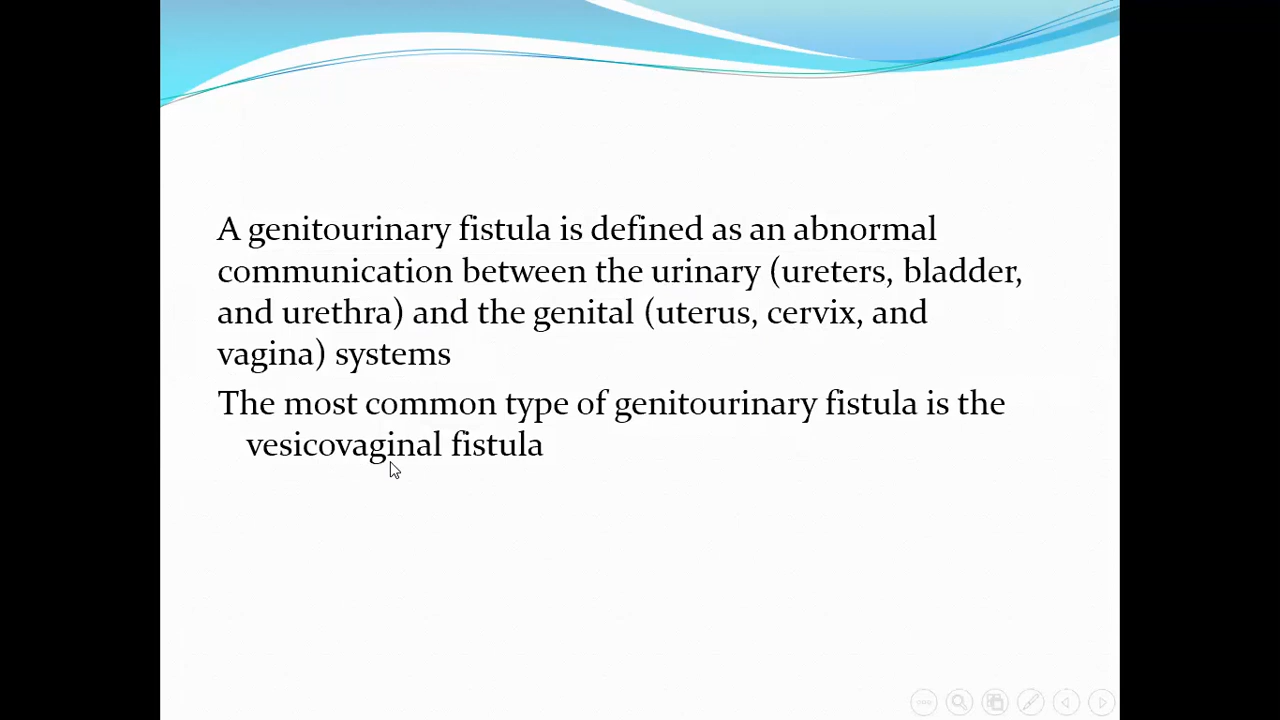 A genitourinary fistula is defined as an abnormal
communication between the urinary (ureters, bladder,
and urethra) and the genital (uterus, cervix, and
vagina) systems
The most common type of genitourinary fistula is the
vesicovaginal fistula